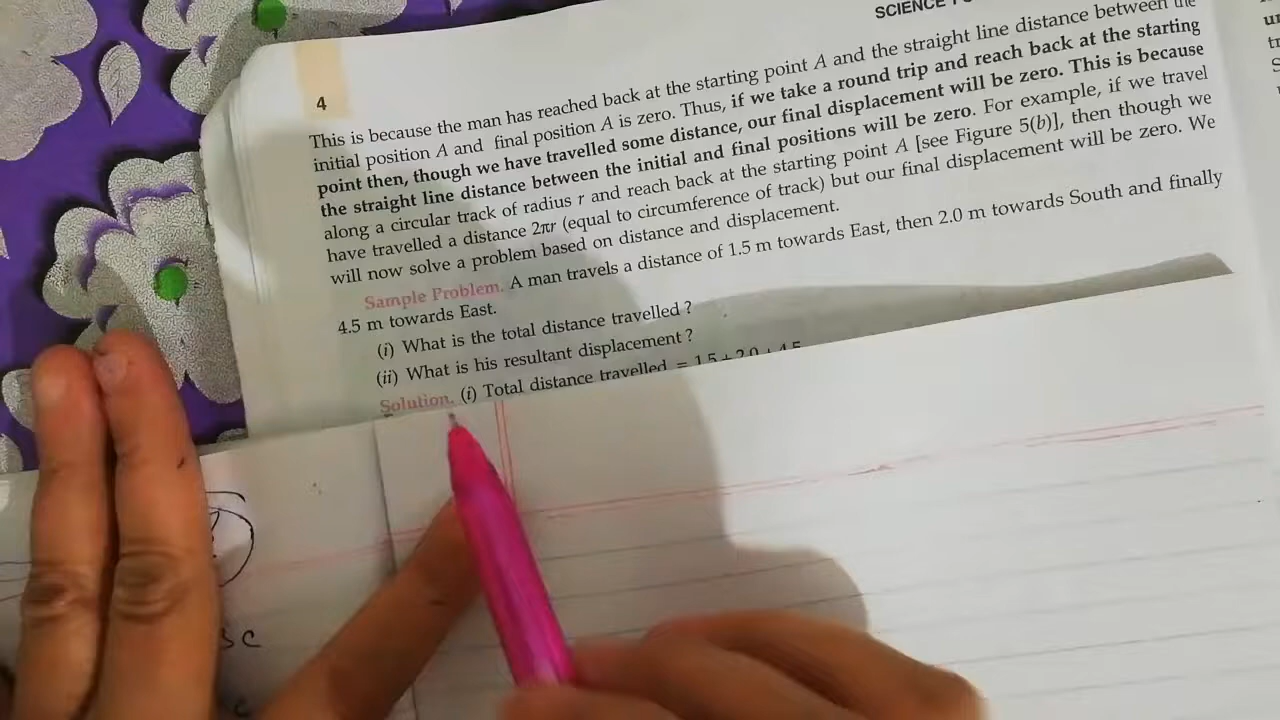 SCIENCE
4
This is because the man has reached back at the starting point A and the straight line distance between the
initial position A and final position A is zero. Thus, if we take a round trip and reach back at the starting
point then, though we have travelled some distance, our final displacement will be zero. This is because
the straight line distance between the initial and final positions will be zero. For example, if we travel
along a circular track of radius r and reach back at the starting point A [see Figure 5(b)], then though we
have travelled a distance 2πr (equal to circumference of track) but our final displacement will be zero. We
will now solve a problem based on distance and displacement.
Sample Problem. A man travels a distance of 1.5 m towards East, then 2.0 m towards South and finally
4.5 m towards East.
(i) What is the total distance travelled ?
(ii) What is his resultant displacement ?
Solution. (i) Total distance travelled = 1.5 + 2.0 + 4.5
sc